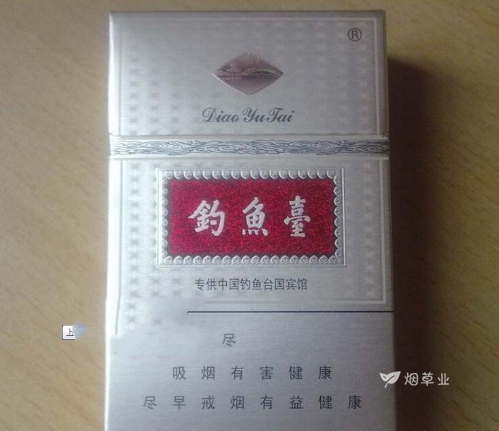 ®
Diao Yu Tai
釣魚臺
专供中国钓鱼台国宾馆
尽
吸烟有害健康
尽早戒烟有益健康
上
烟草业